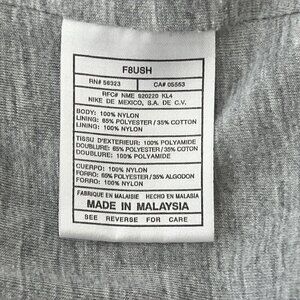 F8USH
RN# 56323 CA# 05553
RFC# NME 920220 KL4
NIKE DE MEXICO, S.A. DE C.V.
BODY: 100% NYLON
LINING: 65% POLYESTER / 35% COTTON
LINING: 100% NYLON
TISSU D'EXTERIEUR: 100% POLYAMIDE
DOUBLURE: 65% POLYESTER / 35% COTON
DOUBLURE: 100% POLYAMIDE
CUERPO: 100% NYLON
FORRO: 65% POLYESTER / 35% ALGODON
FORRO: 100% NYLON
FABRIQUE EN MALAISIE HECHO EN MALASIA
MADE IN MALAYSIA
SEE REVERSE FOR CARE